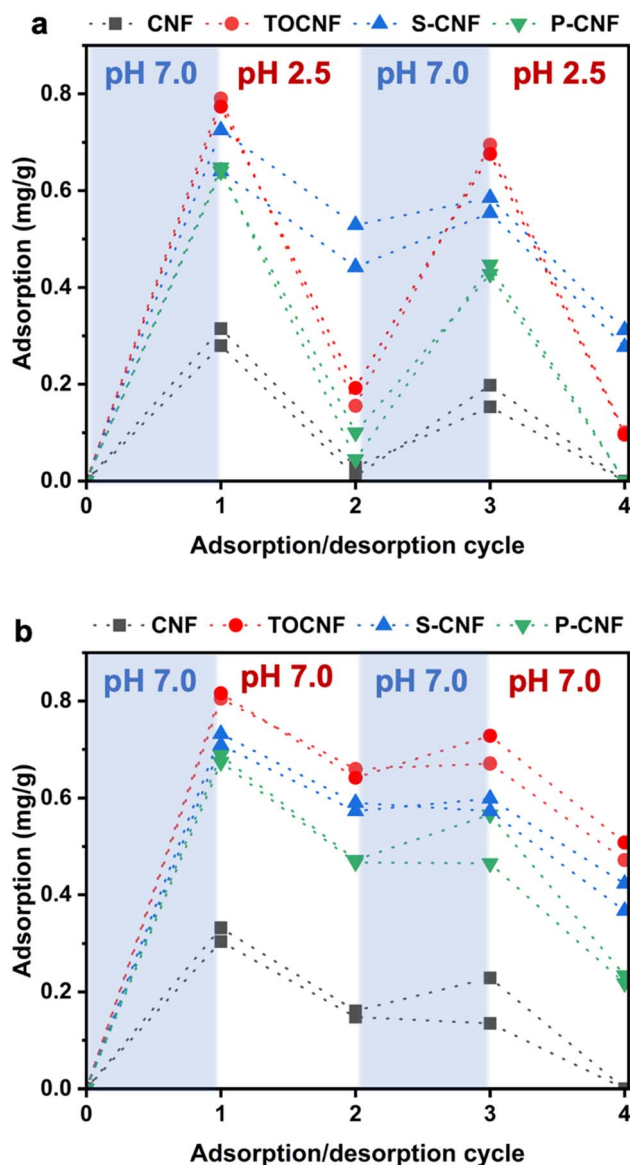 a
CNF TOCNF S-CNF P-CNF
pH 7.0 pH 2.5 pH 7.0 pH 2.5
0.8
0.6
0.4
0.2
0.0
Adsorption (mg/g)
0 1 2 3 4
Adsorption/desorption cycle
b
CNF TOCNF S-CNF P-CNF
pH 7.0 pH 7.0 pH 7.0 pH 7.0
0.8
0.6
0.4
0.2
0.0
Adsorption (mg/g)
0 1 2 3 4
Adsorption/desorption cycle